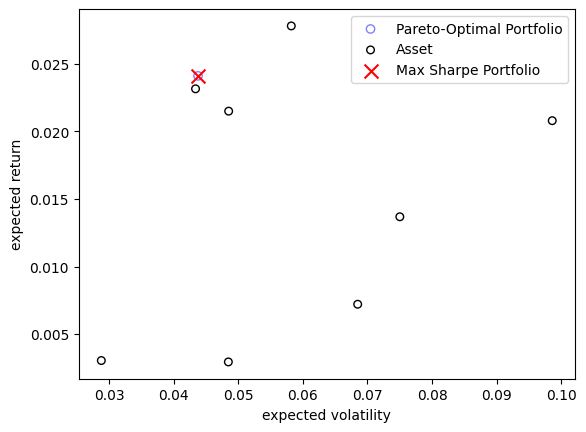 Pareto-Optimal Portfolio
Asset
Max Sharpe Portfolio
expected return
0.025
0.020
0.015
0.010
0.005
0.03 0.04 0.05 0.06 0.07 0.08 0.09 0.10
expected volatility